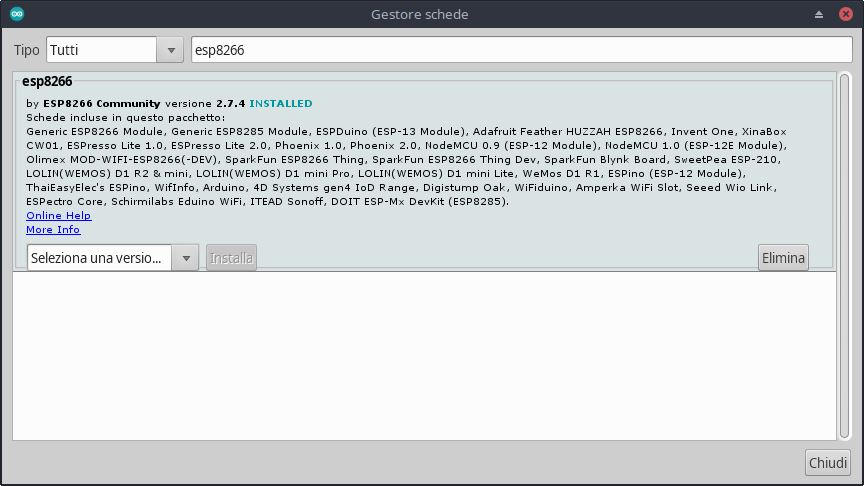 Gestore schede
Tipo Tutti esp8266
esp8266
by ESP8266 Community versione 2.7.4 INSTALLED
Schede incluse in questo pacchetto:
Generic ESP8266 Module, Generic ESP8285 Module, ESPDuino (ESP-13 Module), Adafruit Feather HUZZAH ESP8266, Invent One, XinaBox
CW01, ESPresso Lite 1.0, ESPresso Lite 2.0, Phoenix 1.0, Phoenix 2.0, NodeMCU 0.9 (ESP-12 Module), NodeMCU 1.0 (ESP-12E Module),
Olimex MOD-WIFI-ESP8266(-DEV), SparkFun ESP8266 Thing, SparkFun ESP8266 Thing Dev, SparkFun Blynk Board, SweetPea ESP-210,
LOLIN(WEMOS) D1 R2 & mini, LOLIN(WEMOS) D1 mini Pro, LOLIN(WEMOS) D1 mini Lite, WeMos D1 R1, ESPino (ESP-12 Module),
ThaiEasyElec's ESPino, WifInfo, Arduino, 4D Systems gen4 IoD Range, Digistump Oak, WiFiduino, Amperka WiFi Slot, Seeed Wio Link,
ESPectro Core, Schirmilabs Eduino WiFi, ITEAD Sonoff, DOIT ESP-Mx DevKit (ESP8285).
Online Help
More Info
Seleziona una versio... Installa Elimina
Chiudi